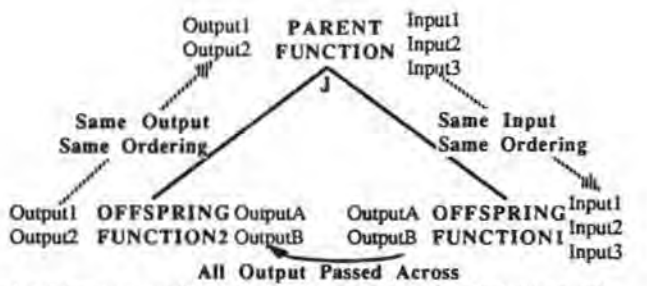 Output1 PARENT Input1
Output2 FUNCTION Input2
Input3
J
Same Output Same Input
Same Ordering Same Ordering
Output1 OFFSPRING OutputA OutputA OFFSPRING Input1
Output2 FUNCTION2 OutputB OutputB FUNCTION1 Input2
Input3
All Output Passed Across